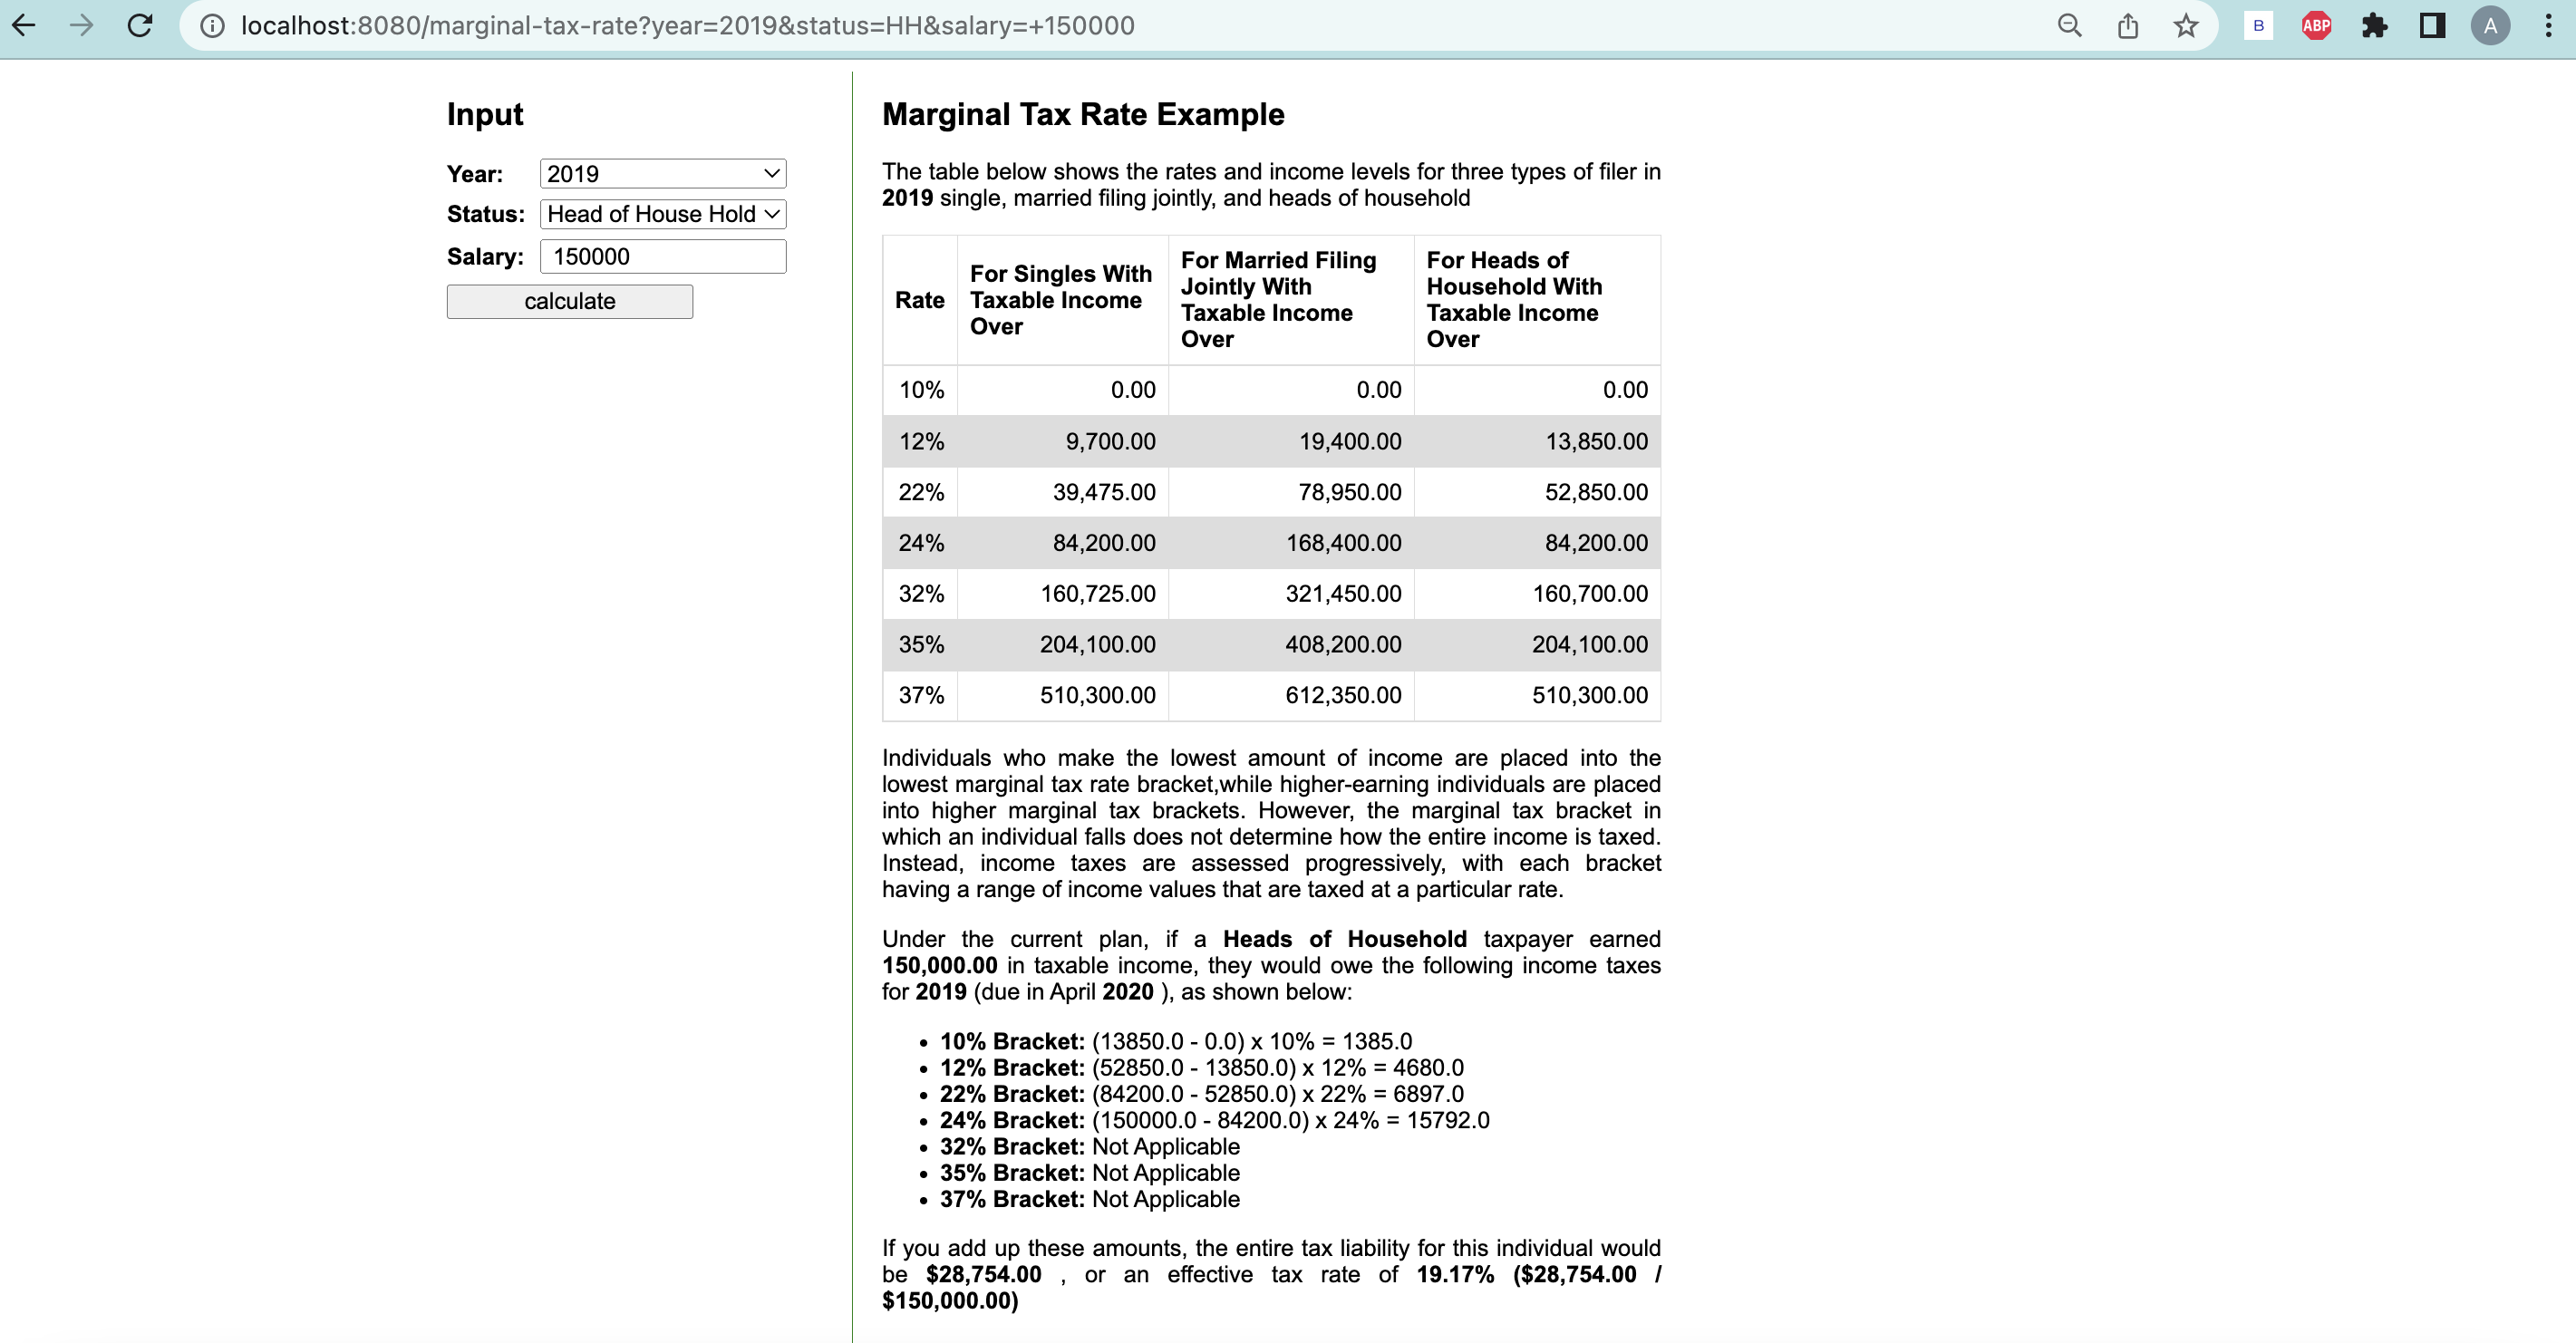 localhost:8080/marginal-tax-rate?year=2019&status=HH&salary=+150000
B
ABP
A
Input
Year: 2019
Status: Head of House Hold
Salary: 150000
calculate
Marginal Tax Rate Example
The table below shows the rates and income levels for three types of filer in
2019 single, married filing jointly, and heads of household
Rate
For Singles With
Taxable Income
Over
For Married Filing
Jointly With
Taxable Income
Over
For Heads of
Household With
Taxable Income
Over
10% 0.00 0.00 0.00
12% 9,700.00 19,400.00 13,850.00
22% 39,475.00 78,950.00 52,850.00
24% 84,200.00 168,400.00 84,200.00
32% 160,725.00 321,450.00 160,700.00
35% 204,100.00 408,200.00 204,100.00
37% 510,300.00 612,350.00 510,300.00
Individuals who make the lowest amount of income are placed into the
lowest marginal tax rate bracket,while higher-earning individuals are placed
into higher marginal tax brackets. However, the marginal tax bracket in
which an individual falls does not determine how the entire income is taxed.
Instead, income taxes are assessed progressively, with each bracket
having a range of income values that are taxed at a particular rate.
Under the current plan, if a Heads of Household taxpayer earned
150,000.00 in taxable income, they would owe the following income taxes
for 2019 (due in April 2020 ), as shown below:
• 10% Bracket: (13850.0 - 0.0) x 10% = 1385.0
• 12% Bracket: (52850.0 - 13850.0) x 12% = 4680.0
• 22% Bracket: (84200.0 - 52850.0) x 22% = 6897.0
• 24% Bracket: (150000.0 - 84200.0) x 24% = 15792.0
• 32% Bracket: Not Applicable
• 35% Bracket: Not Applicable
• 37% Bracket: Not Applicable
If you add up these amounts, the entire tax liability for this individual would
be $28,754.00 , or an effective tax rate of 19.17% ($28,754.00 /
$150,000.00)